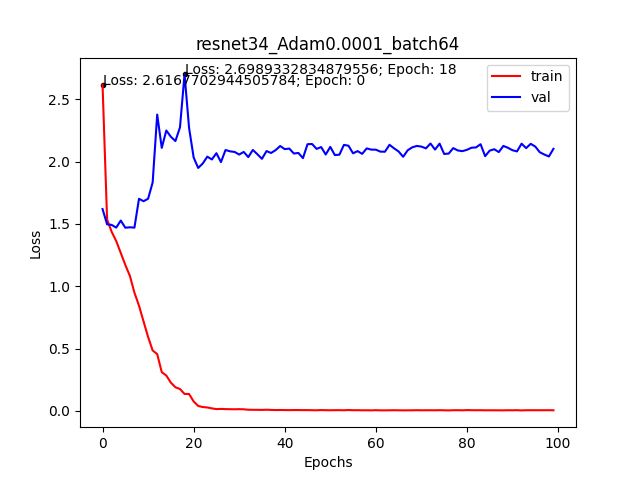 resnet34_Adam0.0001_batch64
Loss: 2.6989332834879556; Epoch: 18
Loss: 2.6167702944505784; Epoch: 0
train
val
2.5
2.0
1.5
1.0
0.5
0.0
Loss
0 20 40 60 80 100
Epochs